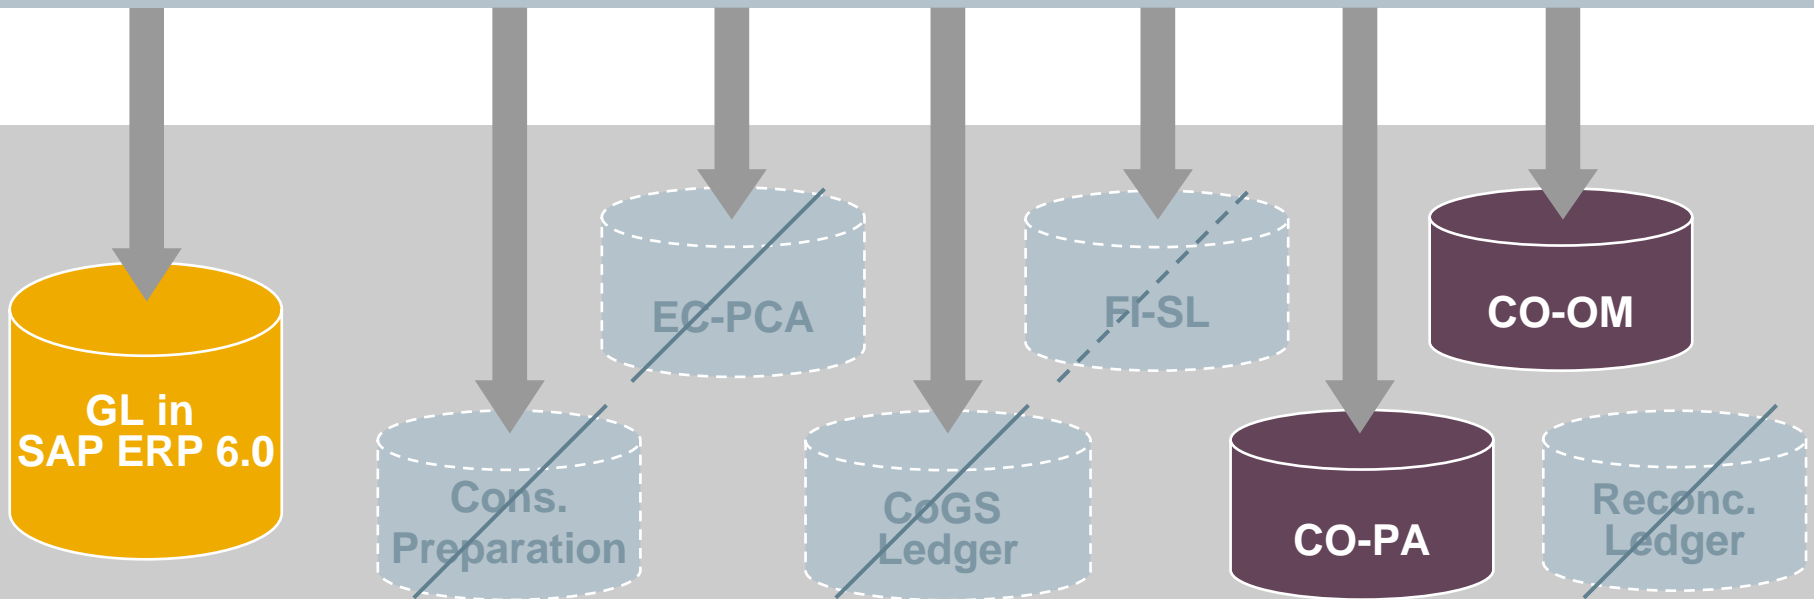 GL in
SAP ERP 6.0
EC-PCA
FI-SL
CO-OM
Cons.
Preparation
CoGS
Ledger
CO-PA
Reconc.
Ledger